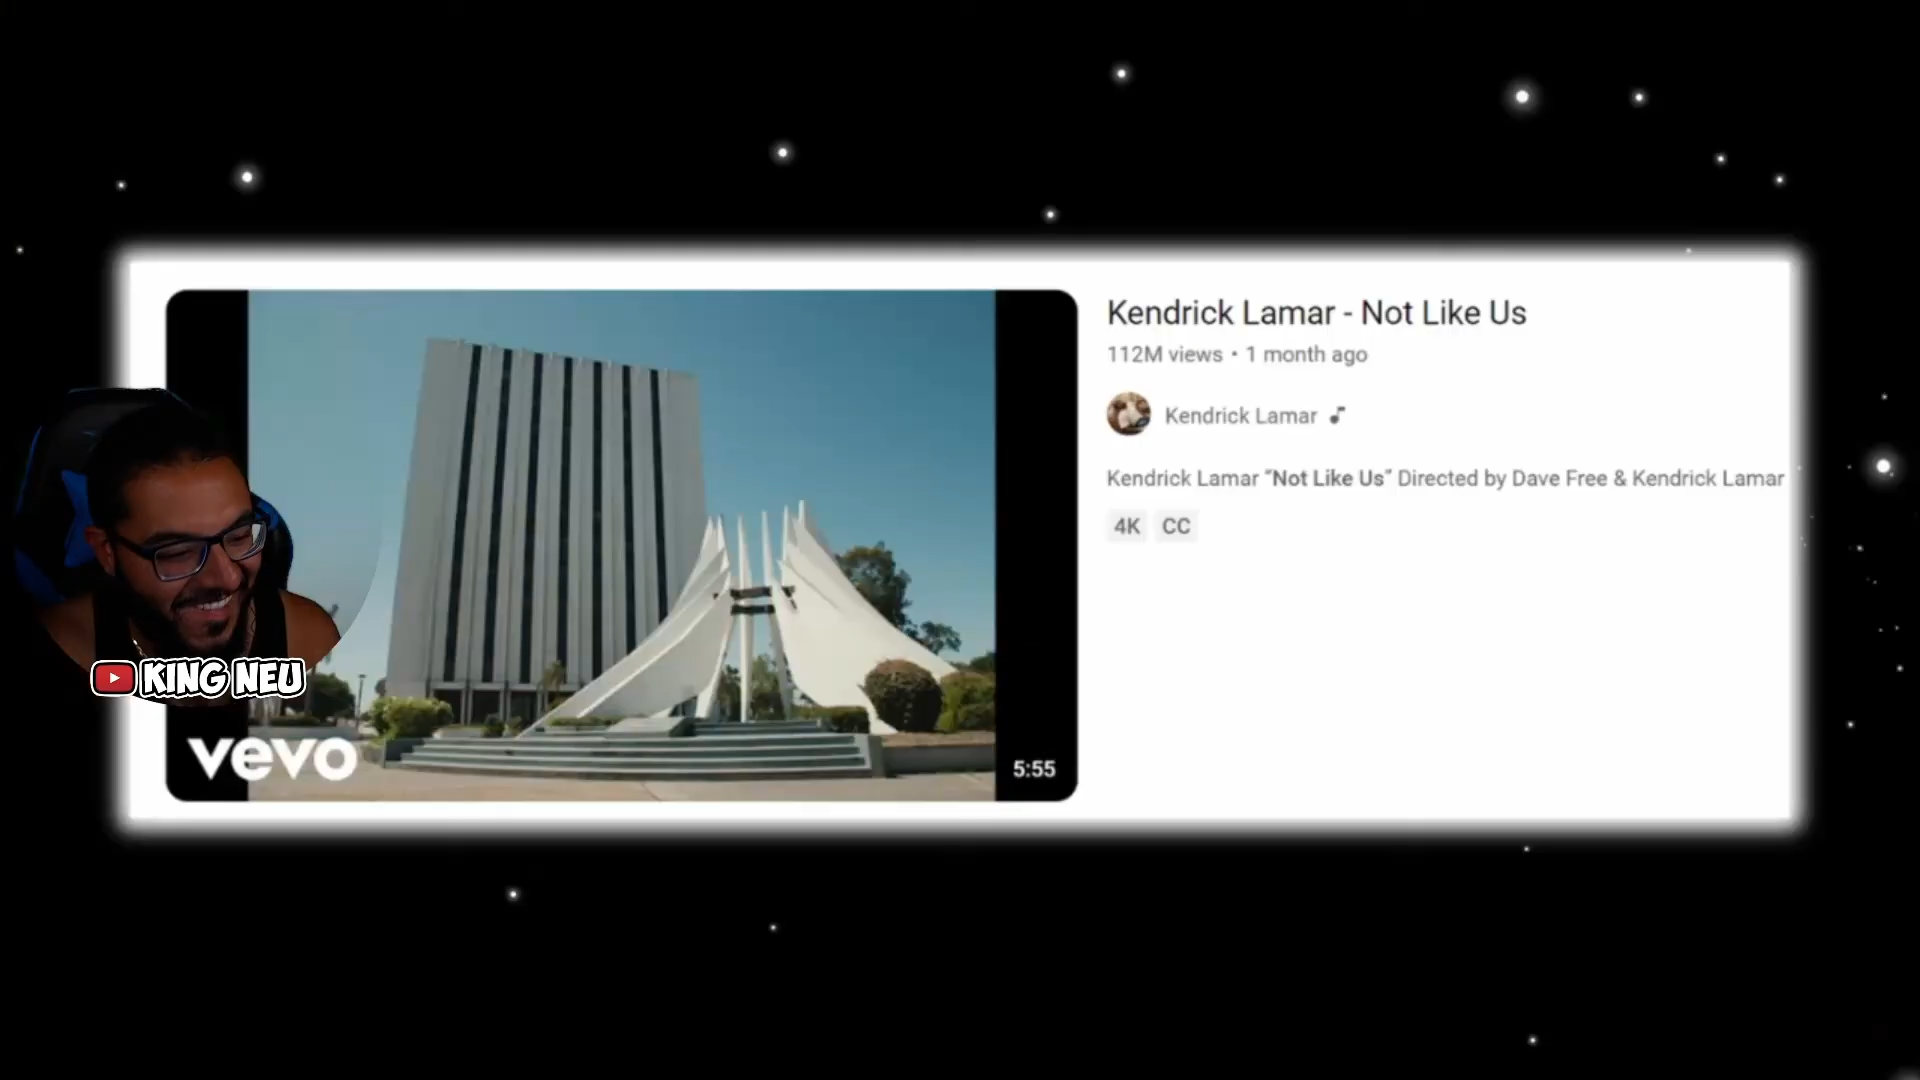 Kendrick Lamar - Not Like Us
112M views • 1 month ago
Kendrick Lamar
Kendrick Lamar “Not Like Us” Directed by Dave Free & Kendrick Lamar
4K CC
KING NEU
vevo
5:55